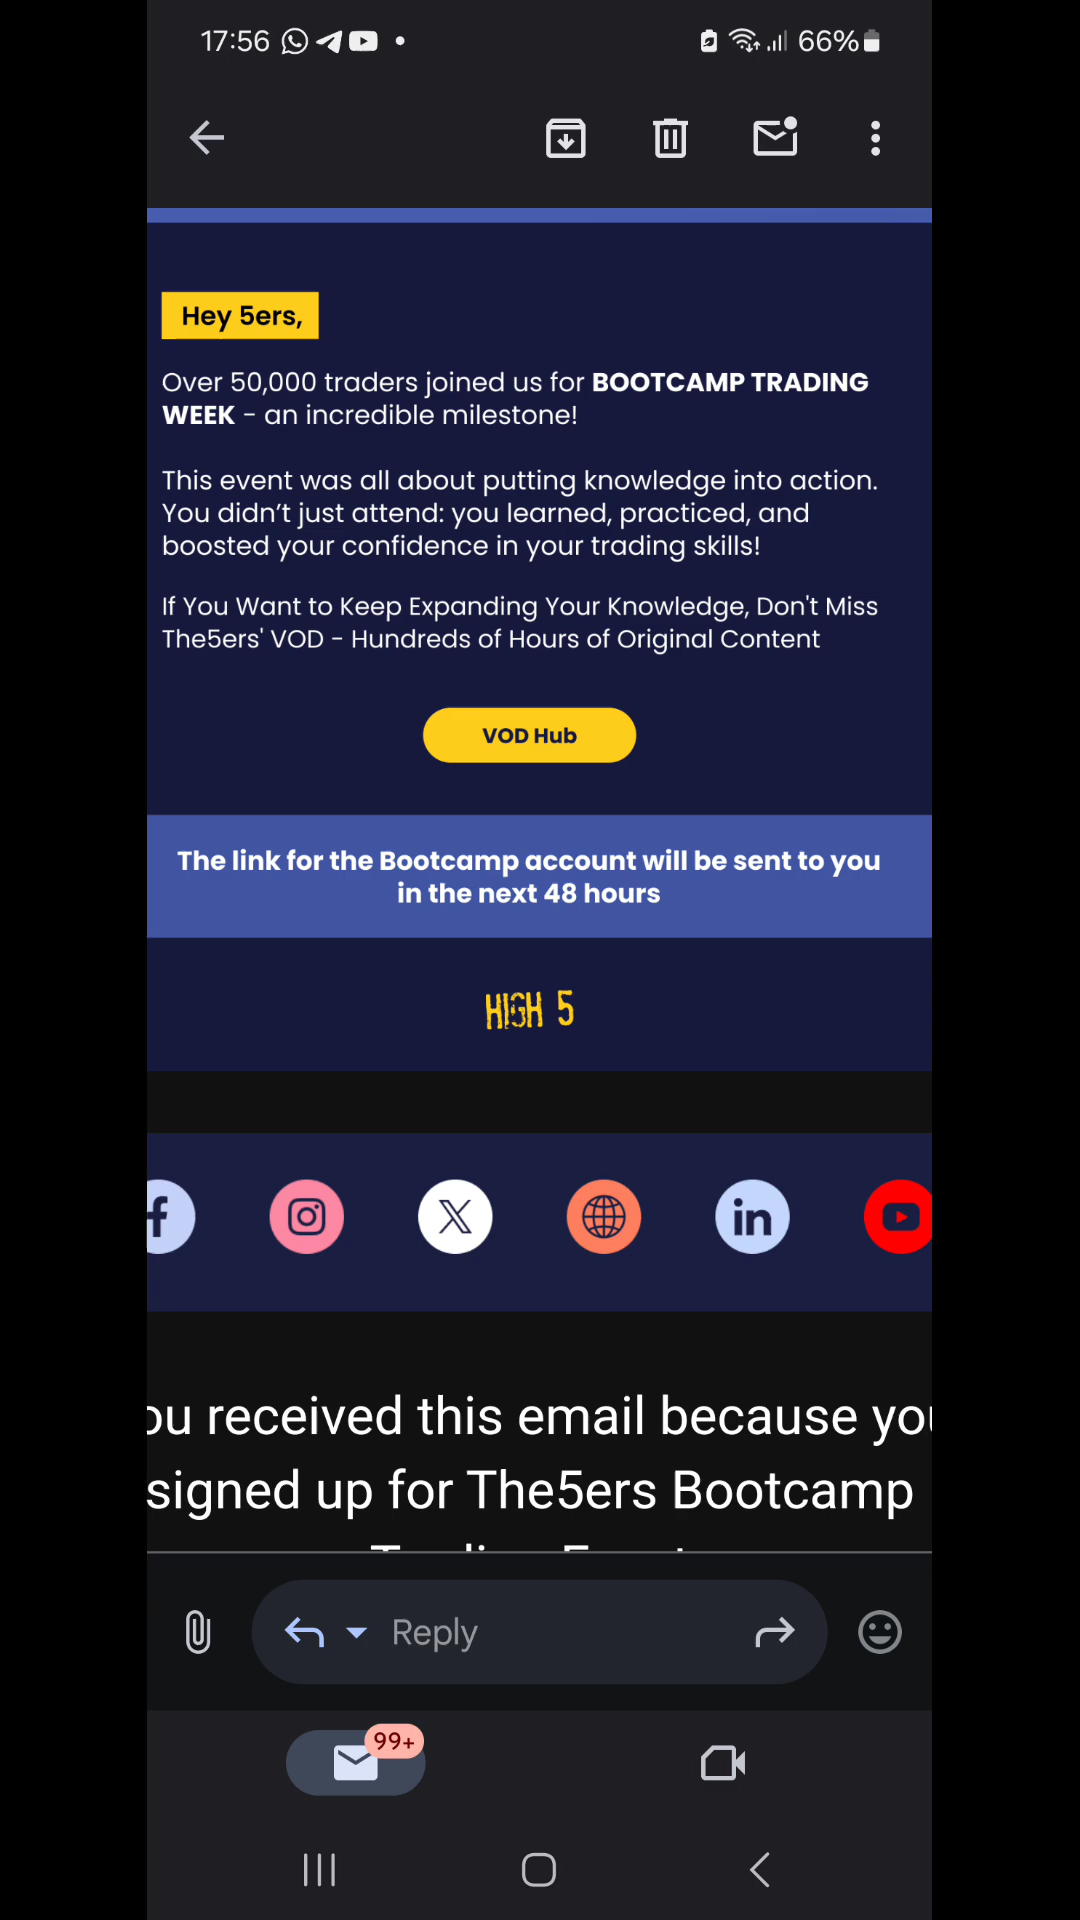 17:56
66%
Hey 5ers,
Over 50,000 traders joined us for BOOTCAMP TRADING
WEEK - an incredible milestone!
This event was all about putting knowledge into action.
You didn't just attend: you learned, practiced, and
boosted your confidence in your trading skills!
If You Want to Keep Expanding Your Knowledge, Don't Miss
The5ers' VOD - Hundreds of Hours of Original Content
VOD Hub
The link for the Bootcamp account will be sent to you
in the next 48 hours
HIGH 5
ou received this email because you
signed up for The5ers Bootcamp
Reply
99+